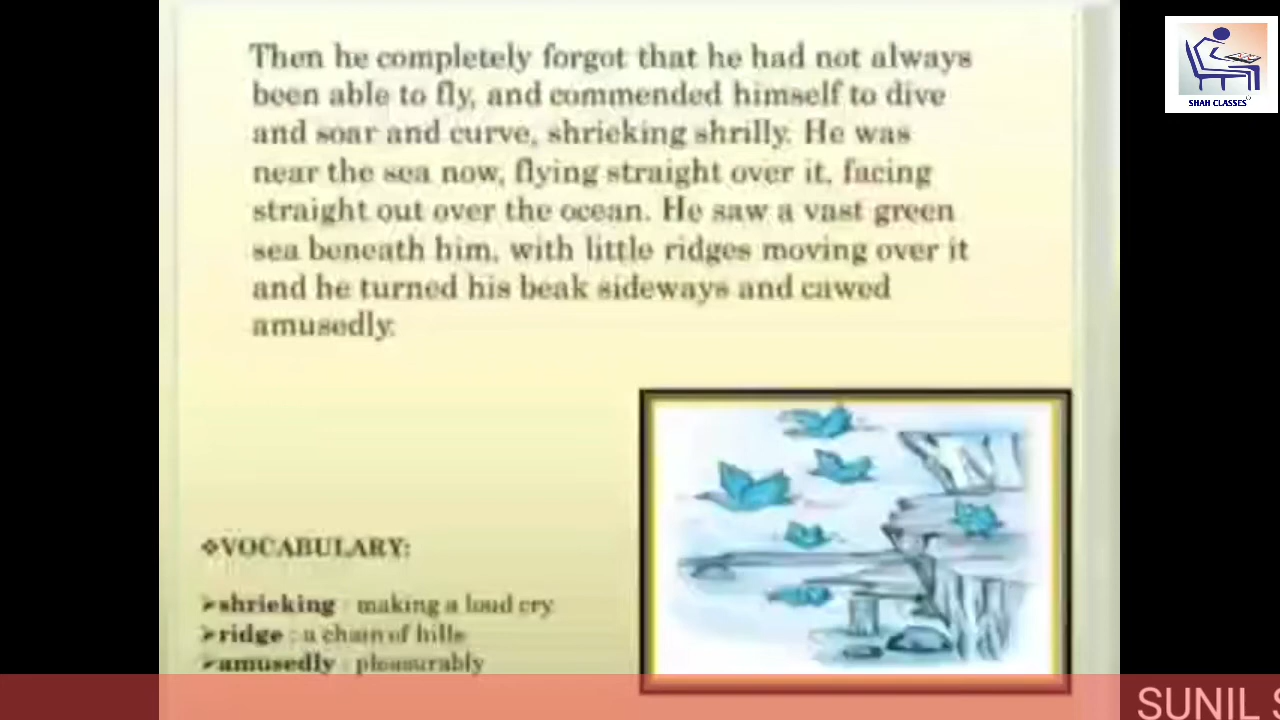 Then he completely forgot that he had not always
been able to fly, and commended himself to dive
and soar and curve, shrieking shrilly. He was
near the sea now, flying straight over it, facing
straight out over the ocean. He saw a vast green
sea beneath him, with little ridges moving over it
and he turned his beak sideways and cawed
amusedly.
SHAH CLASSES
❖VOCABULARY:
➢shrieking : making a loud cry
➢ridge : a chain of hills
➢amusedly : pleasurably
SUNIL S